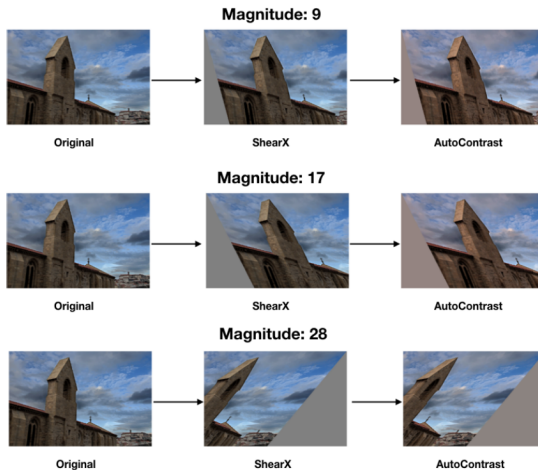 Magnitude: 9
Original
ShearX
AutoContrast
Magnitude: 17
Original
ShearX
AutoContrast
Magnitude: 28
Original
ShearX
AutoContrast